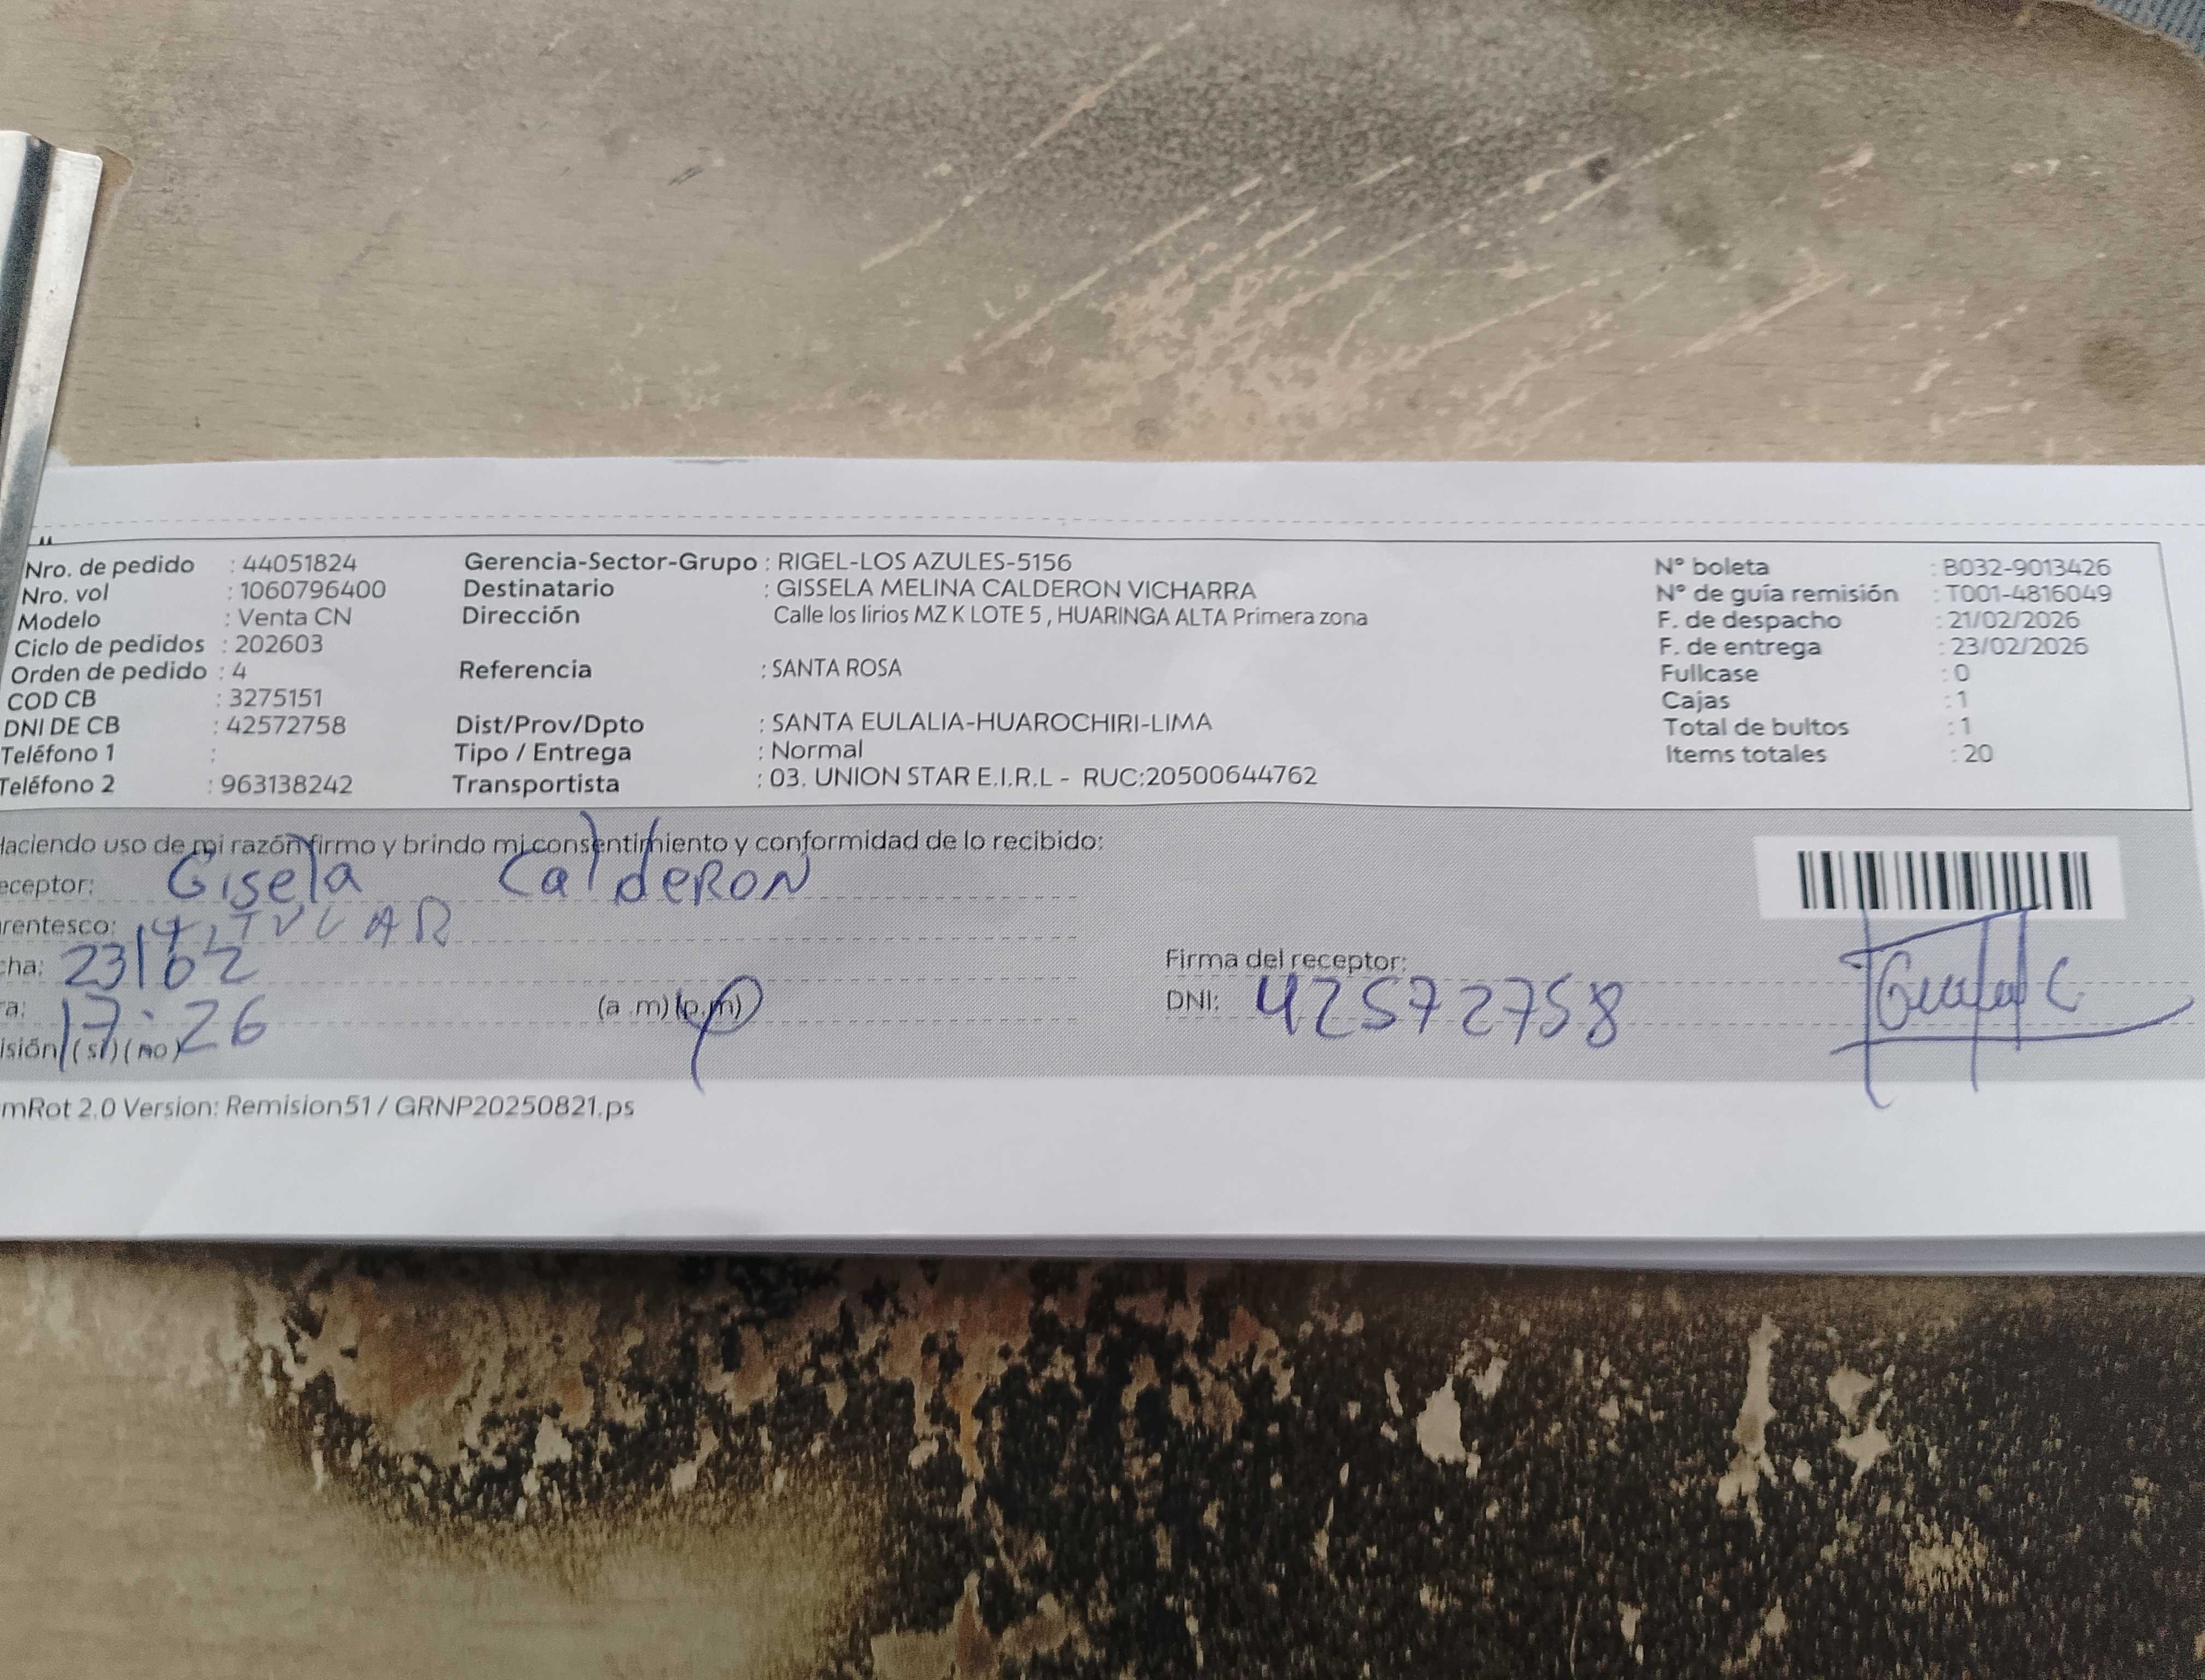 Nro. de pedido : 44051824 Gerencia-Sector-Grupo : RIGEL-LOS AZULES-5156 N° boleta : B032-9013426
Nro. vol : 1060796400 Destinatario : GISSELA MELINA CALDERON VICHARRA N° de guía remisión : T001-4816049
Modelo : Venta CN Dirección Calle los lirios MZ K LOTE 5 , HUARINGA ALTA Primera zona F. de despacho : 21/02/2026
Ciclo de pedidos : 202603 F. de entrega : 23/02/2026
Orden de pedido : 4 Referencia : SANTA ROSA Fullcase : 0
COD CB : 3275151 Cajas : 1
DNI DE CB : 42572758 Dist/Prov/Dpto : SANTA EULALIA-HUAROCHIRI-LIMA Total de bultos : 1
Teléfono 1 : Tipo / Entrega : Normal Items totales : 20
Teléfono 2 : 963138242 Transportista : 03. UNION STAR E.I.R.L - RUC:20500644762
Haciendo uso de mi razón firmo y brindo mi consentimiento y conformidad de lo recibido:
eceptor: Gisela CaldeRON
rentesco: TITULAR
cha: 23/02 Firma del receptor:
ra: 17:26 (a .m) (p.m) DNI: 42572758
isión (si) (no)
mRot 2.0 Version: Remision51 / GRNP20250821.ps